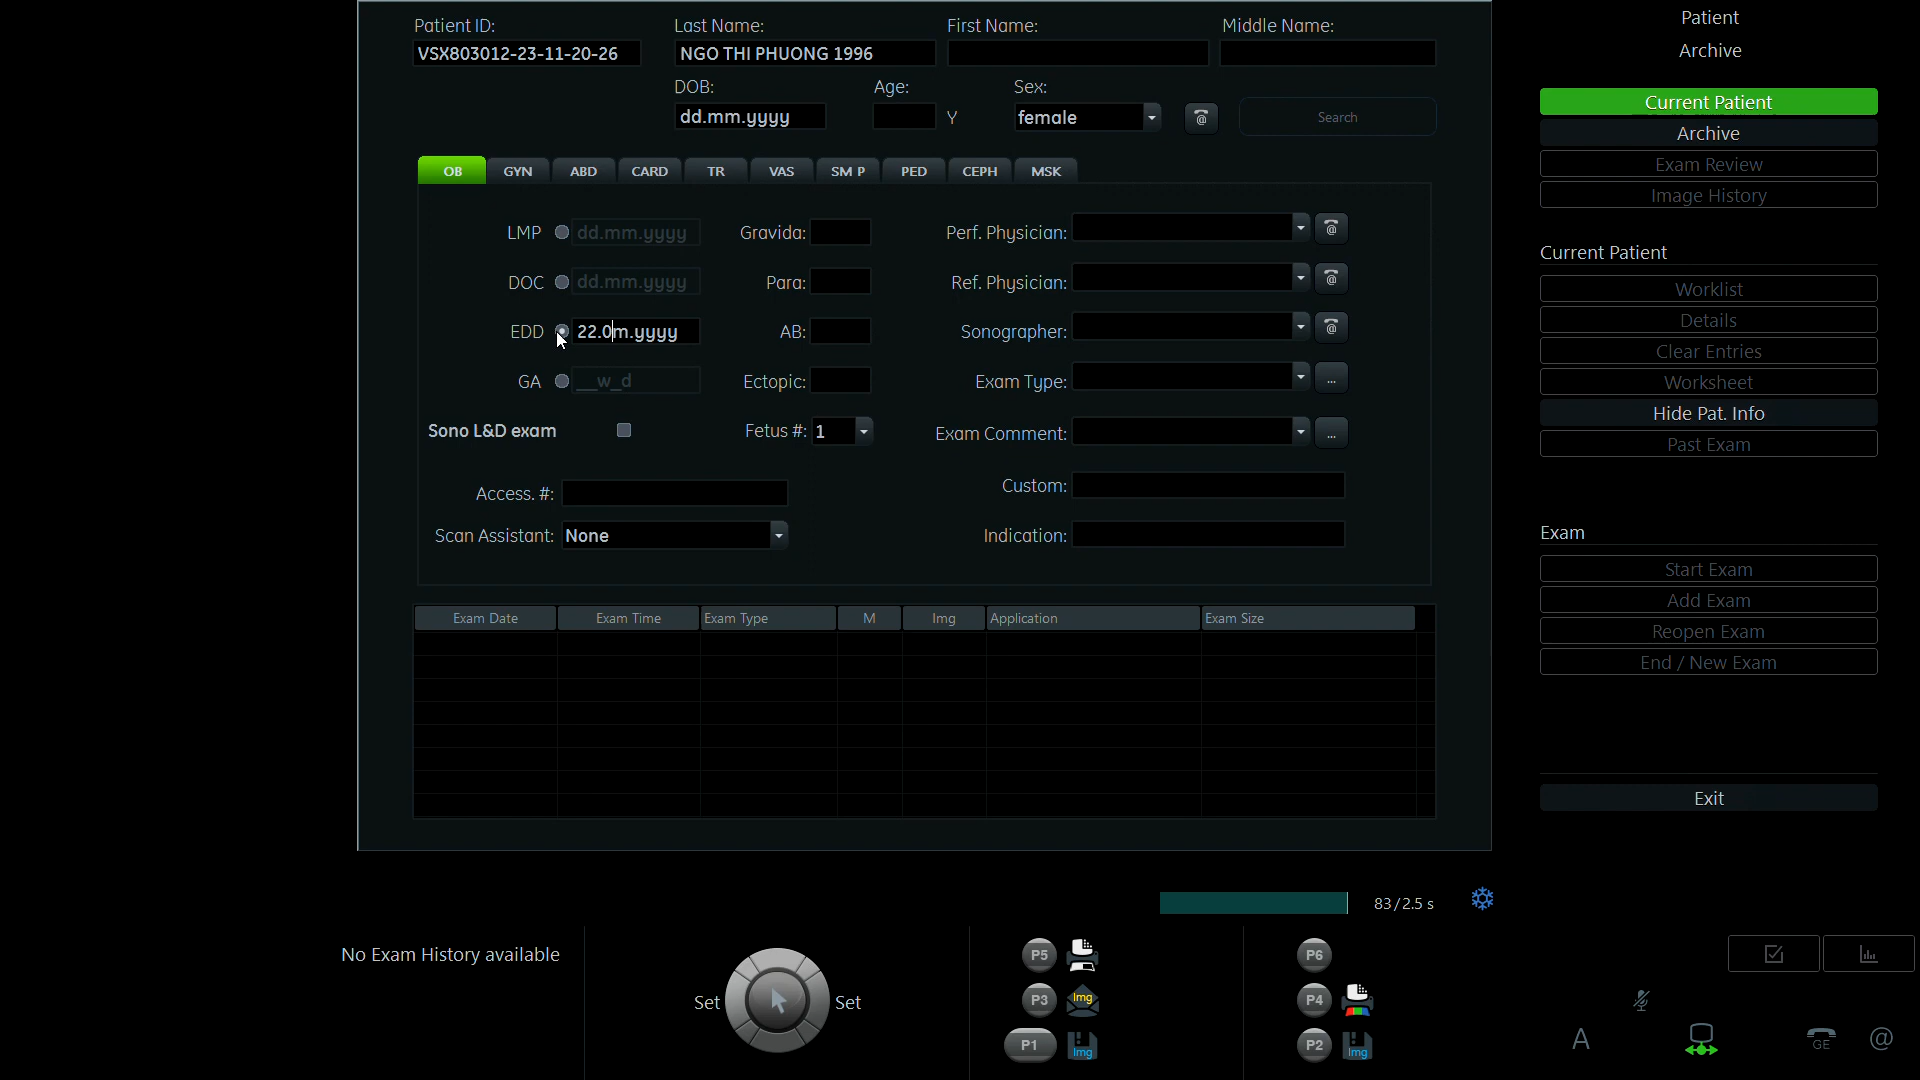 Patient ID: Last Name: First Name: Middle Name:
VSX803012-23-11-20-26 NGO THI PHUONG 1996
DOB: Age: Sex:
dd.mm.yyyy Y female @ Search
OB GYN ABD CARD TR VAS SM P PED CEPH MSK
LMP dd.mm.yyyy Gravida: Perf. Physician: @
DOC dd.mm.yyyy Para: Ref. Physician: @
EDD 22.0m.yyyy AB: Sonographer: @
GA __w_d Ectopic: Exam Type: ...
Sono L&D exam Fetus #: 1 Exam Comment: ...
Custom:
Access. #:
Scan Assistant: None Indication:
Exam Date Exam Time Exam Type M Img Application Exam Size
83/2.5 s
No Exam History available
Set Set
P5
P3 Img
P1 Img
P6
P4
P2 Img
Patient
Archive
Current Patient
Archive
Exam Review
Image History
Current Patient
Worklist
Details
Clear Entries
Worksheet
Hide Pat. Info
Past Exam
Exam
Start Exam
Add Exam
Reopen Exam
End / New Exam
Exit
A GE @